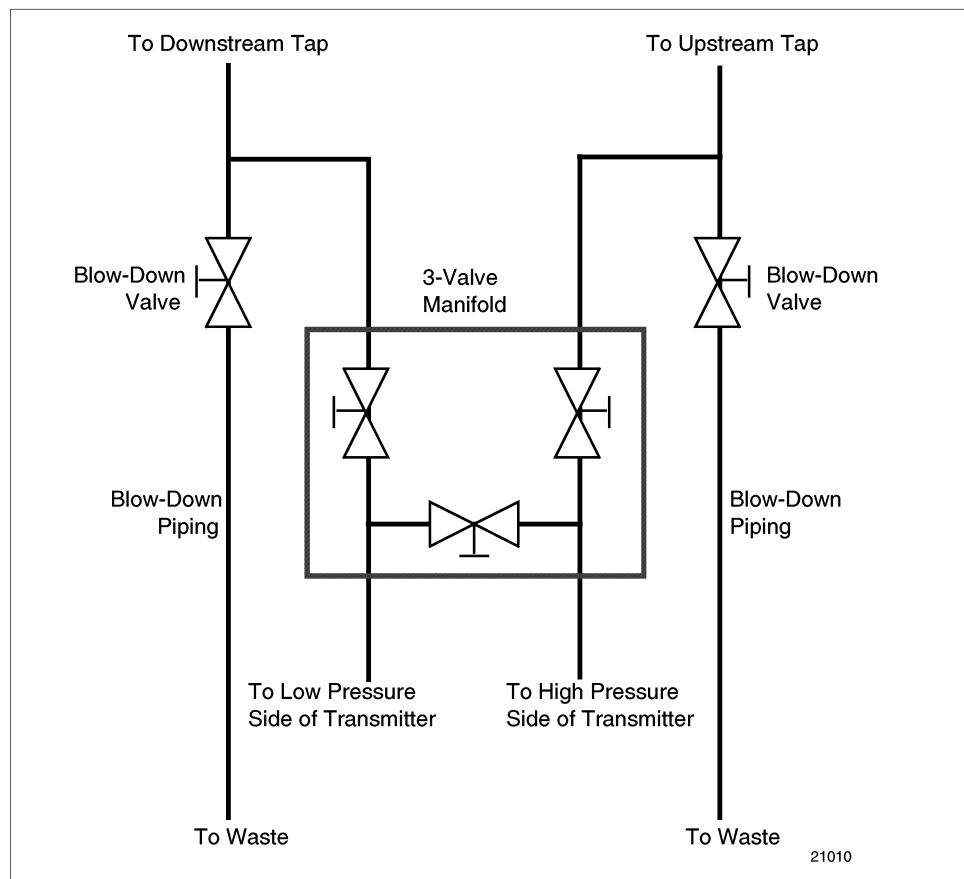 To Downstream Tap
To Upstream Tap
Blow-Down
Valve
3-Valve
Manifold
Blow-Down
Valve
Blow-Down
Piping
Blow-Down
Piping
To Low Pressure
Side of Transmitter
To High Pressure
Side of Transmitter
To Waste
To Waste
21010